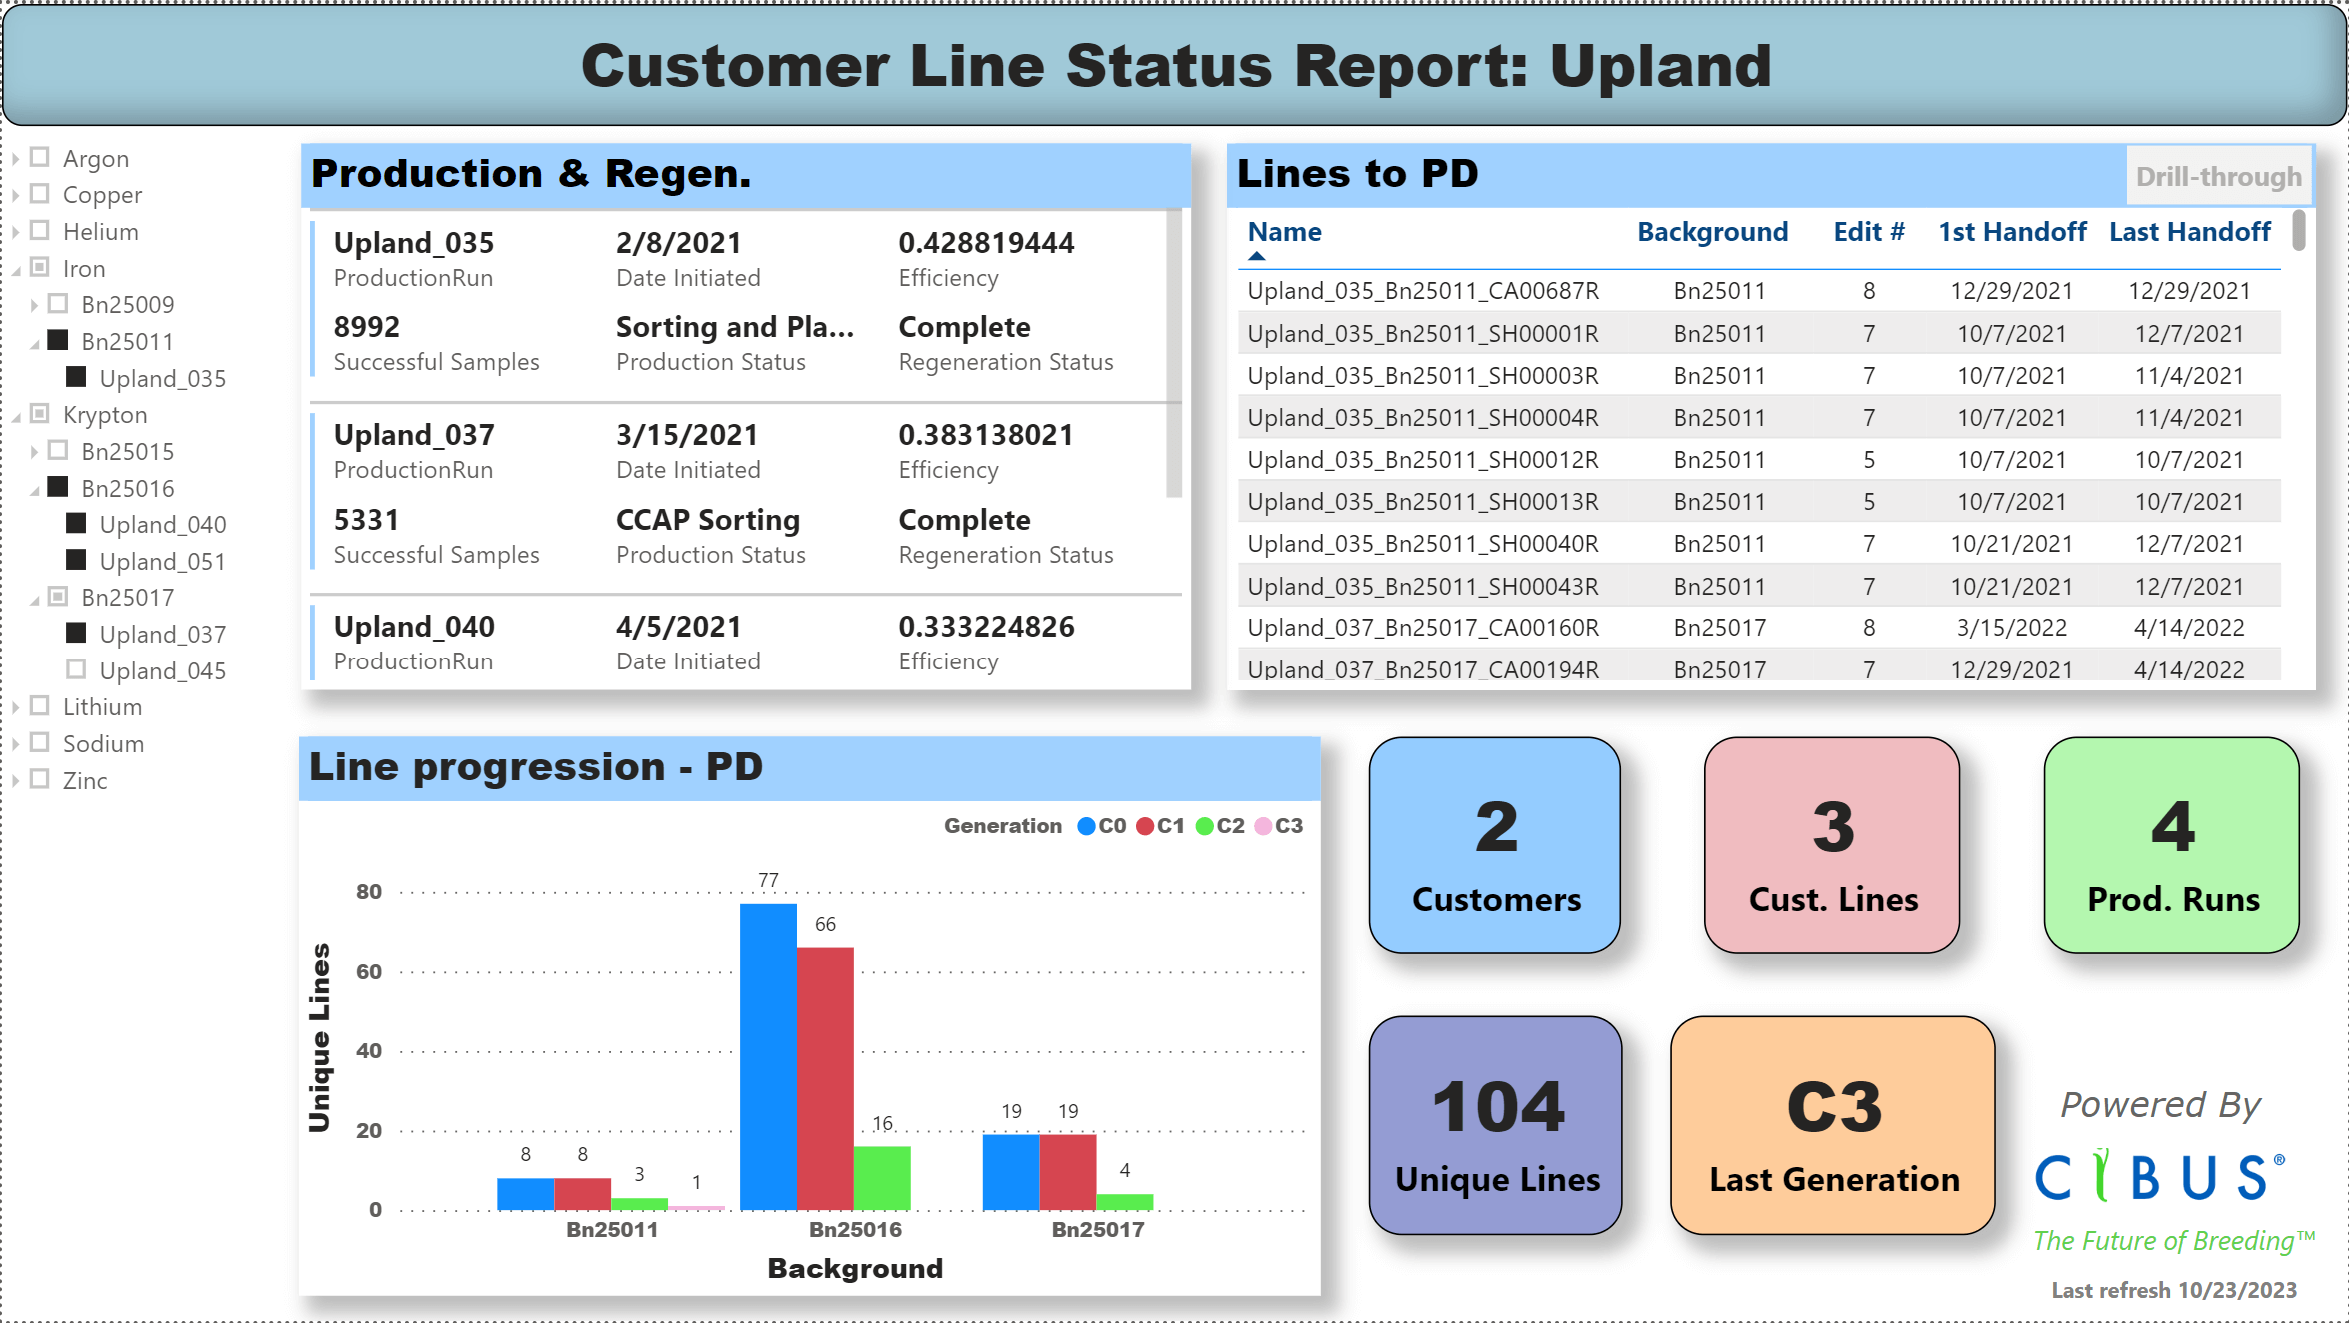 Customer Line Status Report: Upland
Argon
Copper
Helium
Iron
Bn25009
Bn25011
Upland_035
Krypton
Bn25015
Bn25016
Upland_040
Upland_051
Bn25017
Upland_037
Upland_045
Lithium
Sodium
Zinc
Production & Regen.
Upland_035 2/8/2021 0.428819444
ProductionRun Date Initiated Efficiency
8992 Sorting and Pla... Complete
Successful Samples Production Status Regeneration Status
Upland_037 3/15/2021 0.383138021
ProductionRun Date Initiated Efficiency
5331 CCAP Sorting Complete
Successful Samples Production Status Regeneration Status
Upland_040 4/5/2021 0.333224826
ProductionRun Date Initiated Efficiency
Lines to PD Drill-through
Name Background Edit # 1st Handoff Last Handoff
Upland_035_Bn25011_CA00687R Bn25011 8 12/29/2021 12/29/2021
Upland_035_Bn25011_SH00001R Bn25011 7 10/7/2021 12/7/2021
Upland_035_Bn25011_SH00003R Bn25011 7 10/7/2021 11/4/2021
Upland_035_Bn25011_SH00004R Bn25011 7 10/7/2021 11/4/2021
Upland_035_Bn25011_SH00012R Bn25011 5 10/7/2021 10/7/2021
Upland_035_Bn25011_SH00013R Bn25011 5 10/7/2021 10/7/2021
Upland_035_Bn25011_SH00040R Bn25011 7 10/21/2021 12/7/2021
Upland_035_Bn25011_SH00043R Bn25011 7 10/21/2021 12/7/2021
Upland_037_Bn25017_CA00160R Bn25017 8 3/15/2022 4/14/2022
Upland_037_Bn25017_CA00194R Bn25017 7 12/29/2021 4/14/2022
Line progression - PD
Generation C0 C1 C2 C3
Unique Lines
80
60
40
20
0
8 8 3 1
77 66 16
19 19 4
Bn25011 Bn25016 Bn25017
Background
2
Customers
3
Cust. Lines
4
Prod. Runs
104
Unique Lines
C3
Last Generation
Powered By
CIBUS®
The Future of Breeding™
Last refresh 10/23/2023